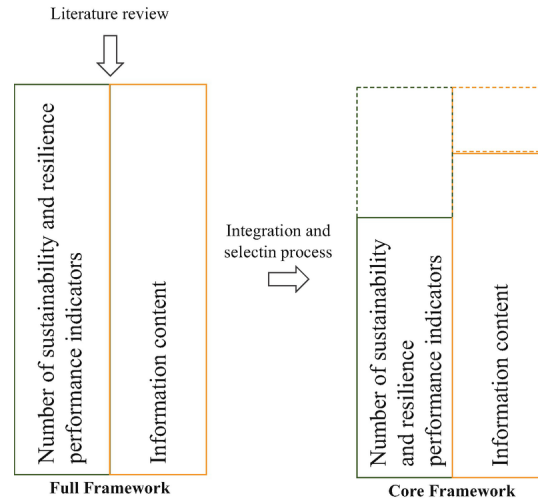 Literature review
Number of sustainability and resilience
performance indicators
Information content
Full Framework
Integration and
selectin process
Number of sustainability
and resilience
performance indicators
Information content
Core Framework